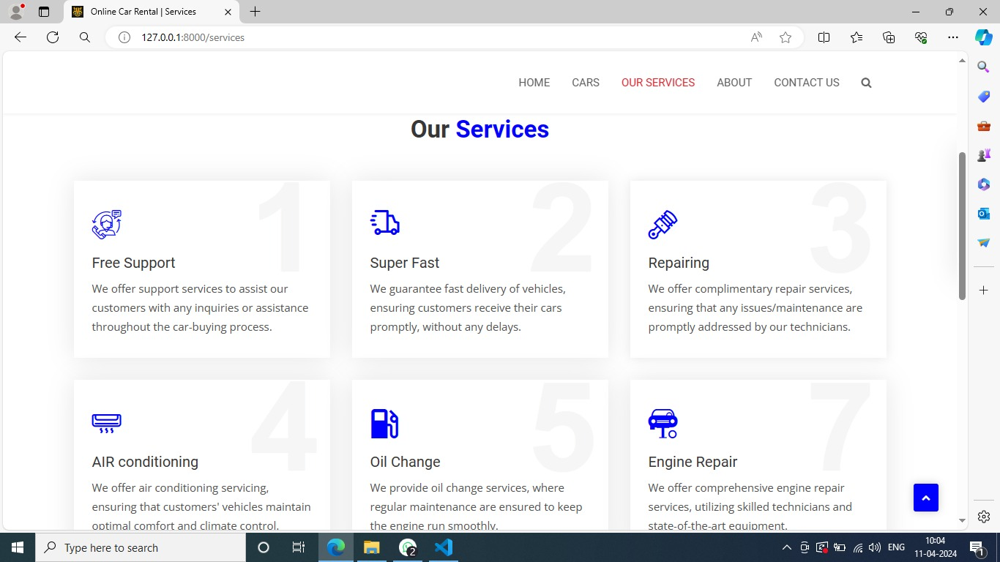 Online Car Rental | Services
127.0.0.1:8000/services
HOME CARS OUR SERVICES ABOUT CONTACT US
Our Services
1
Free Support
We offer support services to assist our
customers with any inquiries or assistance
throughout the car-buying process.
2
Super Fast
We guarantee fast delivery of vehicles,
ensuring customers receive their cars
promptly, without any delays.
3
Repairing
We offer complimentary repair services,
ensuring that any issues/maintenance are
promptly addressed by our technicians.
4
AIR conditioning
We offer air conditioning servicing,
ensuring that customers' vehicles maintain
optimal comfort and climate control.
5
Oil Change
We provide oil change services, where
regular maintenance are ensured to keep
the engine run smoothly.
7
Engine Repair
We offer comprehensive engine repair
services, utilizing skilled technicians and
state-of-the-art equipment.
Type here to search
2
ENG
10:04
11-04-2024
1